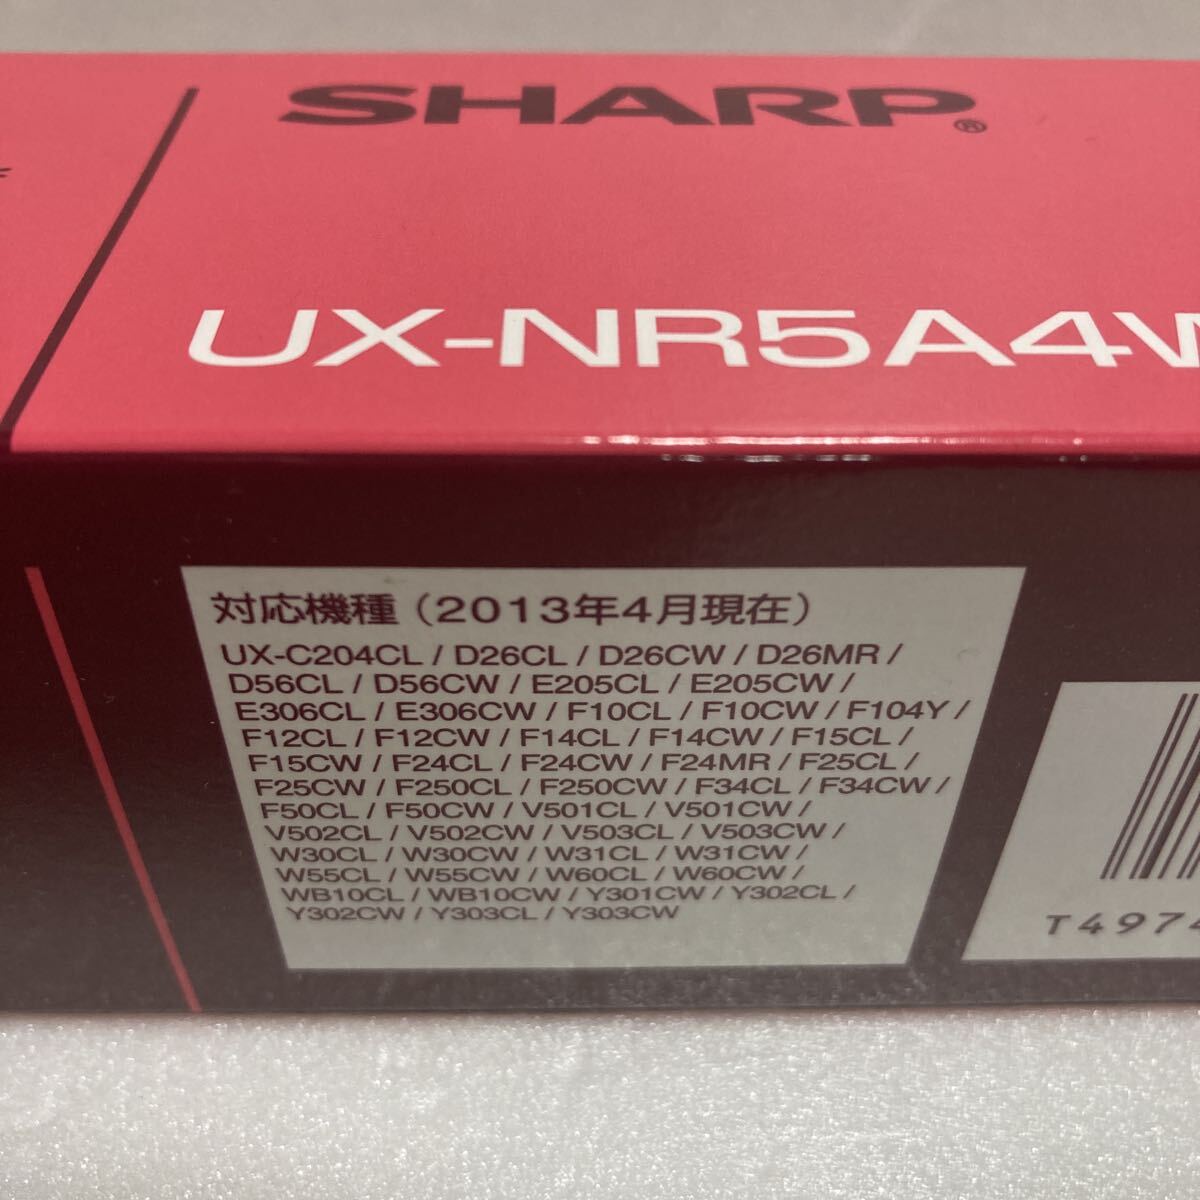 SHARP®
UX-NR5A4W
対応機種（2013年4月現在）
UX-C204CL / D26CL / D26CW / D26MR /
D56CL / D56CW / E205CL / E205CW /
E306CL / E306CW / F10CL / F10CW / F104Y /
F12CL / F12CW / F14CL / F14CW / F15CL /
F15CW / F24CL / F24CW / F24MR / F25CL /
F25CW / F250CL / F250CW / F34CL / F34CW /
F50CL / F50CW / V501CL / V501CW /
V502CL / V502CW / V503CL / V503CW /
W30CL / W30CW / W31CL / W31CW /
W55CL / W55CW / W60CL / W60CW /
WB10CL / WB10CW / Y301CW / Y302CL /
Y302CW / Y303CL / Y303CW
T4974